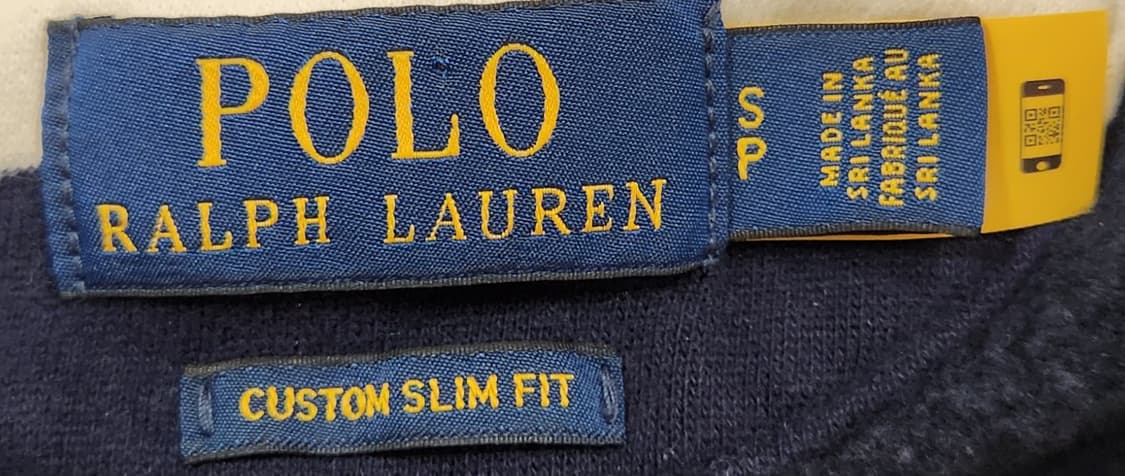 POLO
RALPH LAUREN
S
P
MADE IN
SRI LANKA
FABRIQUÉ AU
SRI LANKA
CUSTOM SLIM FIT